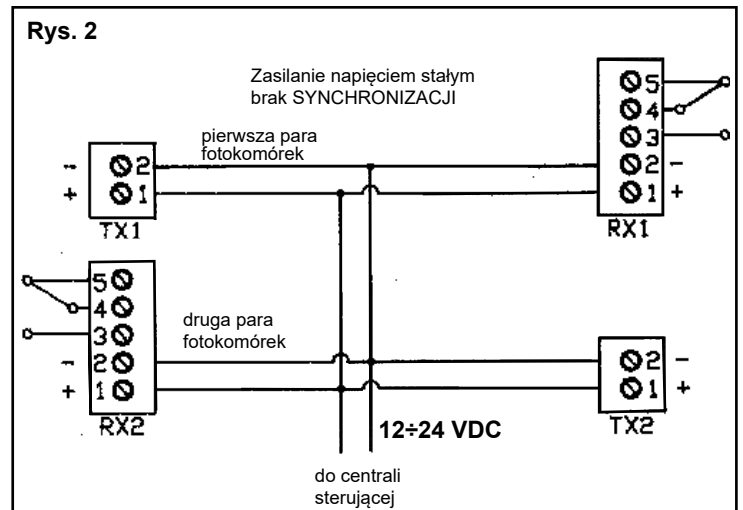 Rys. 2
Zasilanie napięciem stałym
brak SYNCHRONIZACJI
pierwsza para
fotokomórek
- 2
+ 1
TX1
5
4
3
2 -
1 +
RX1
5
4
3
- 2
+ 1
RX2
druga para
fotokomórek
2 -
1 +
TX2
12÷24 VDC
do centrali
sterującej